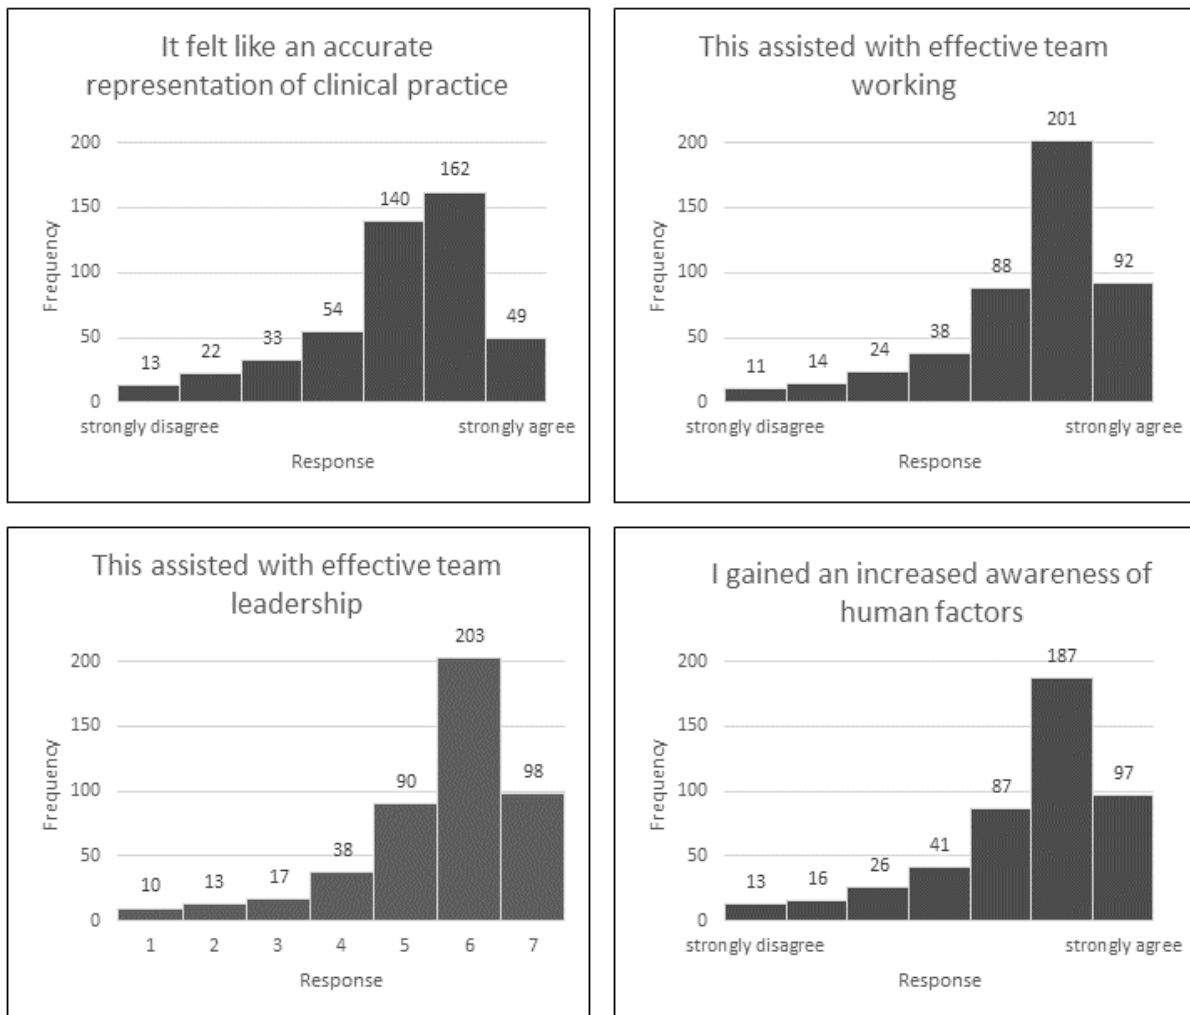 It felt like an accurate
representation of clinical practice
200
150
100
50
0
Frequency
13
22
33
54
140
162
49
strongly disagree
strongly agree
Response
This assisted with effective team
working
200
150
100
50
0
Frequency
11
14
24
38
88
201
92
strongly disagree
strongly agree
Response
This assisted with effective team
leadership
200
150
100
50
0
Frequency
10
13
17
38
90
203
98
1 2 3 4 5 6 7
Response
I gained an increased awareness of
human factors
200
150
100
50
0
Frequency
13
16
26
41
87
187
97
strongly disagree
strongly agree
Response